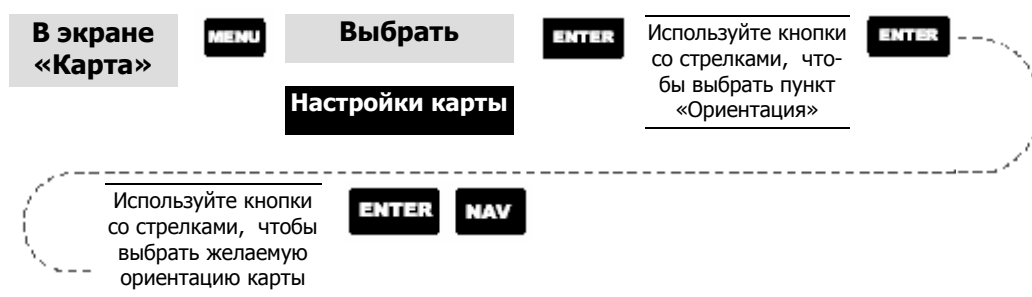 В экране
«Карта»
MENU
Выбрать
Настройки карты
ENTER
Используйте кнопки
со стрелками, что-
бы выбрать пункт
«Ориентация»
ENTER
Используйте кнопки
со стрелками, чтобы
выбрать желаемую
ориентацию карты
ENTER
NAV